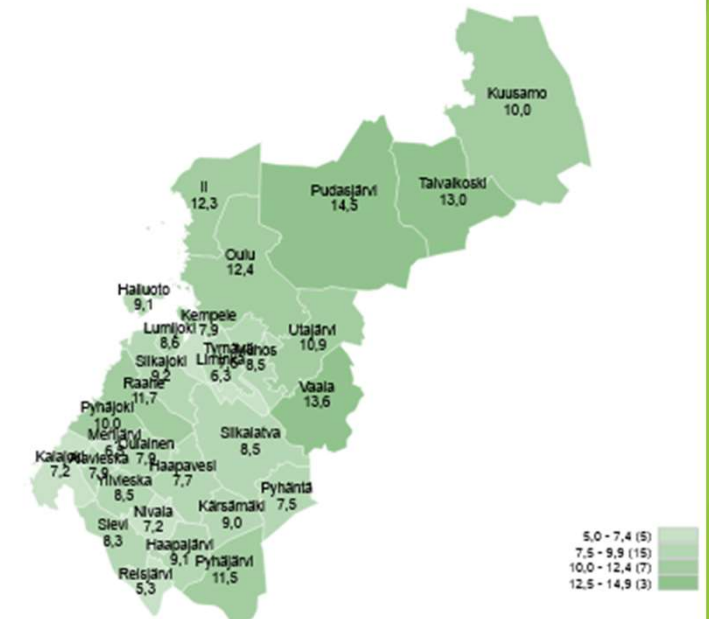 Kuusamo
10,0
Taivalkoski
13,0
Pudasjärvi
14,5
Ii
12,3
Oulu
12,4
Hailuoto
9,1
Kempele
7,9
Lumijoki
8,6
Utajärvi
10,9
Muhos
8,5
Tyrnävä
Liminka
6,3
Siikajoki
9,2
Raahe
11,7
Vaala
13,6
Pyhäjoki
10,0
Merijärvi
Oulainen
7,9
Siikalatva
8,5
Kalajoki
7,2
Alavieska
7,9
Haapavesi
7,7
Ylivieska
8,5
Pyhäntä
7,5
Kärsämäki
9,0
Nivala
7,2
Sievi
8,3
Haapajärvi
9,1
Pyhäjärvi
11,5
Reisjärvi
5,3
5,0 - 7,4 (5)
7,5 - 9,9 (15)
10,0 - 12,4 (7)
12,5 - 14,9 (3)